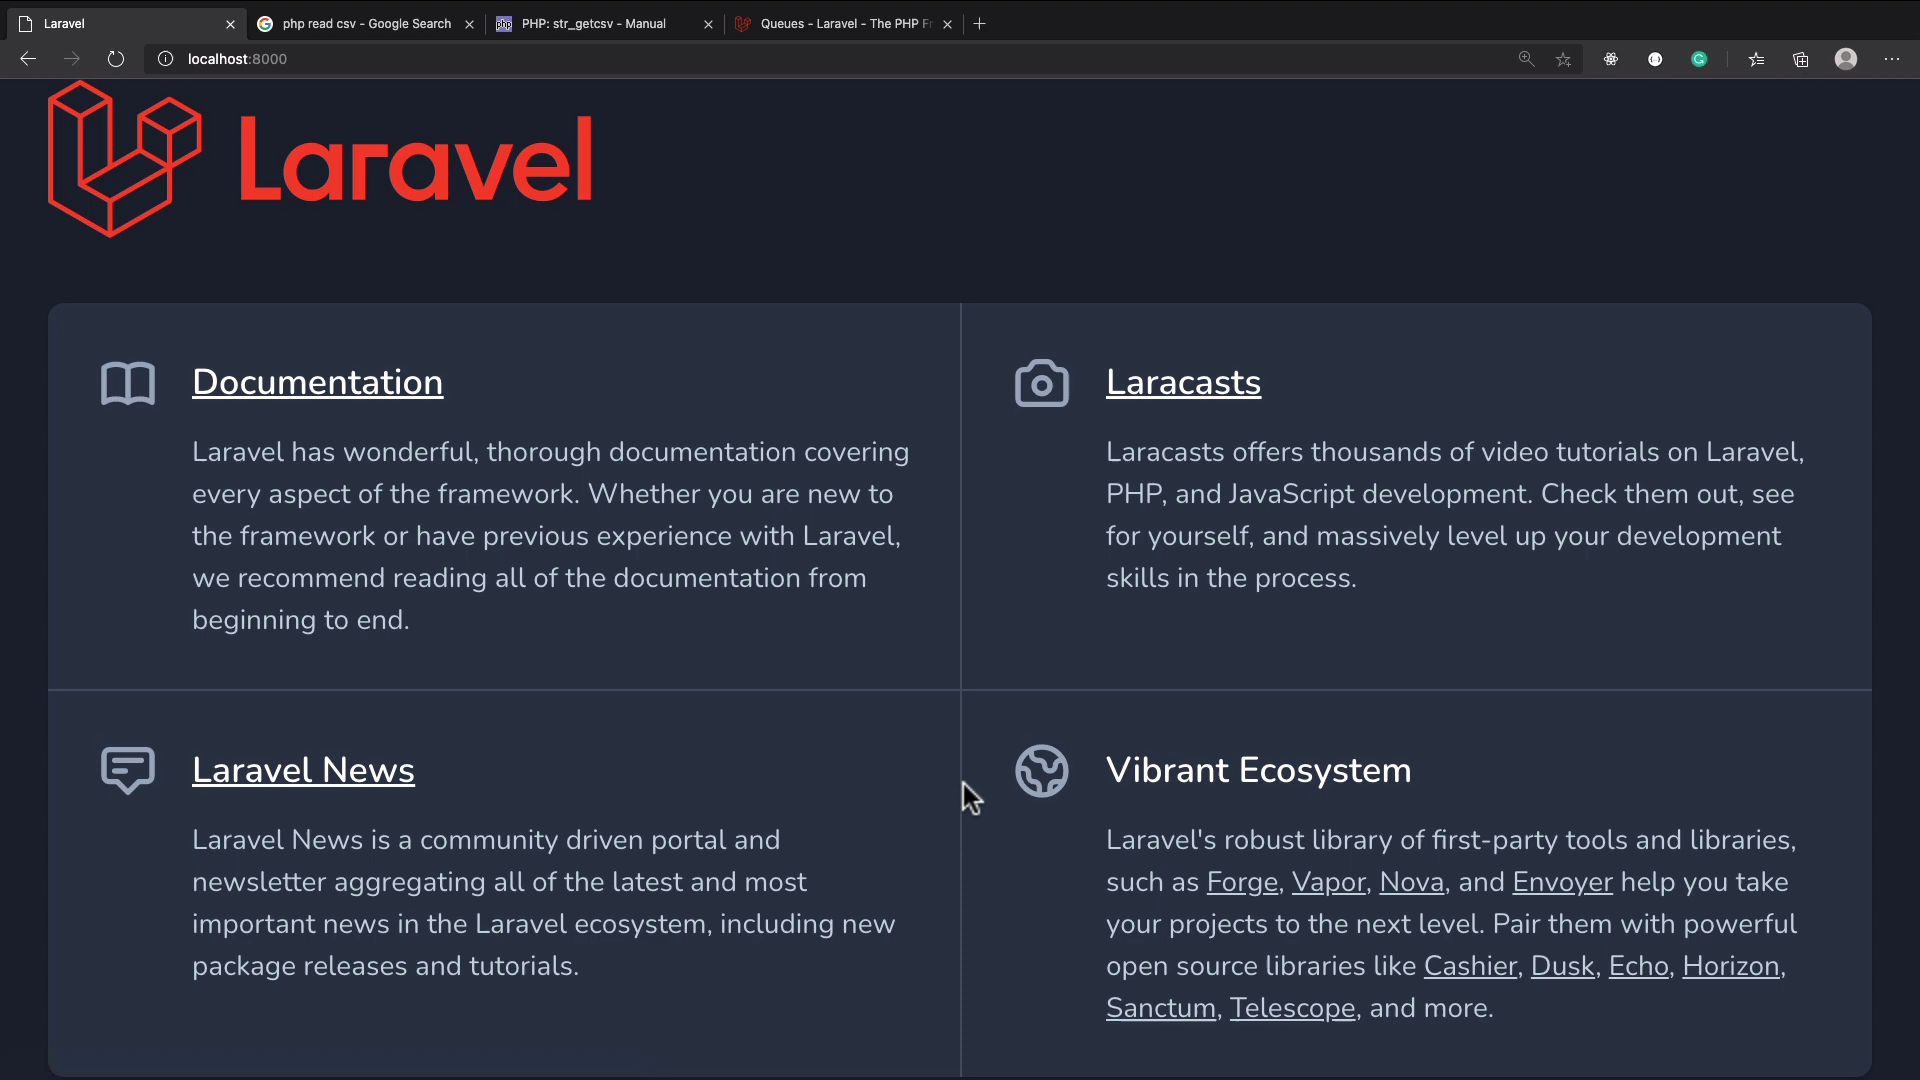 Laravel
php read csv - Google Search
php
PHP: str_getcsv - Manual
Queues - Laravel - The PHP Fr
localhost:8000
Laravel
Documentation
Laravel has wonderful, thorough documentation covering
every aspect of the framework. Whether you are new to
the framework or have previous experience with Laravel,
we recommend reading all of the documentation from
beginning to end.
Laracasts
Laracasts offers thousands of video tutorials on Laravel,
PHP, and JavaScript development. Check them out, see
for yourself, and massively level up your development
skills in the process.
Laravel News
Laravel News is a community driven portal and
newsletter aggregating all of the latest and most
important news in the Laravel ecosystem, including new
package releases and tutorials.
Vibrant Ecosystem
Laravel's robust library of first-party tools and libraries,
such as Forge, Vapor, Nova, and Envoyer help you take
your projects to the next level. Pair them with powerful
open source libraries like Cashier, Dusk, Echo, Horizon,
Sanctum, Telescope, and more.